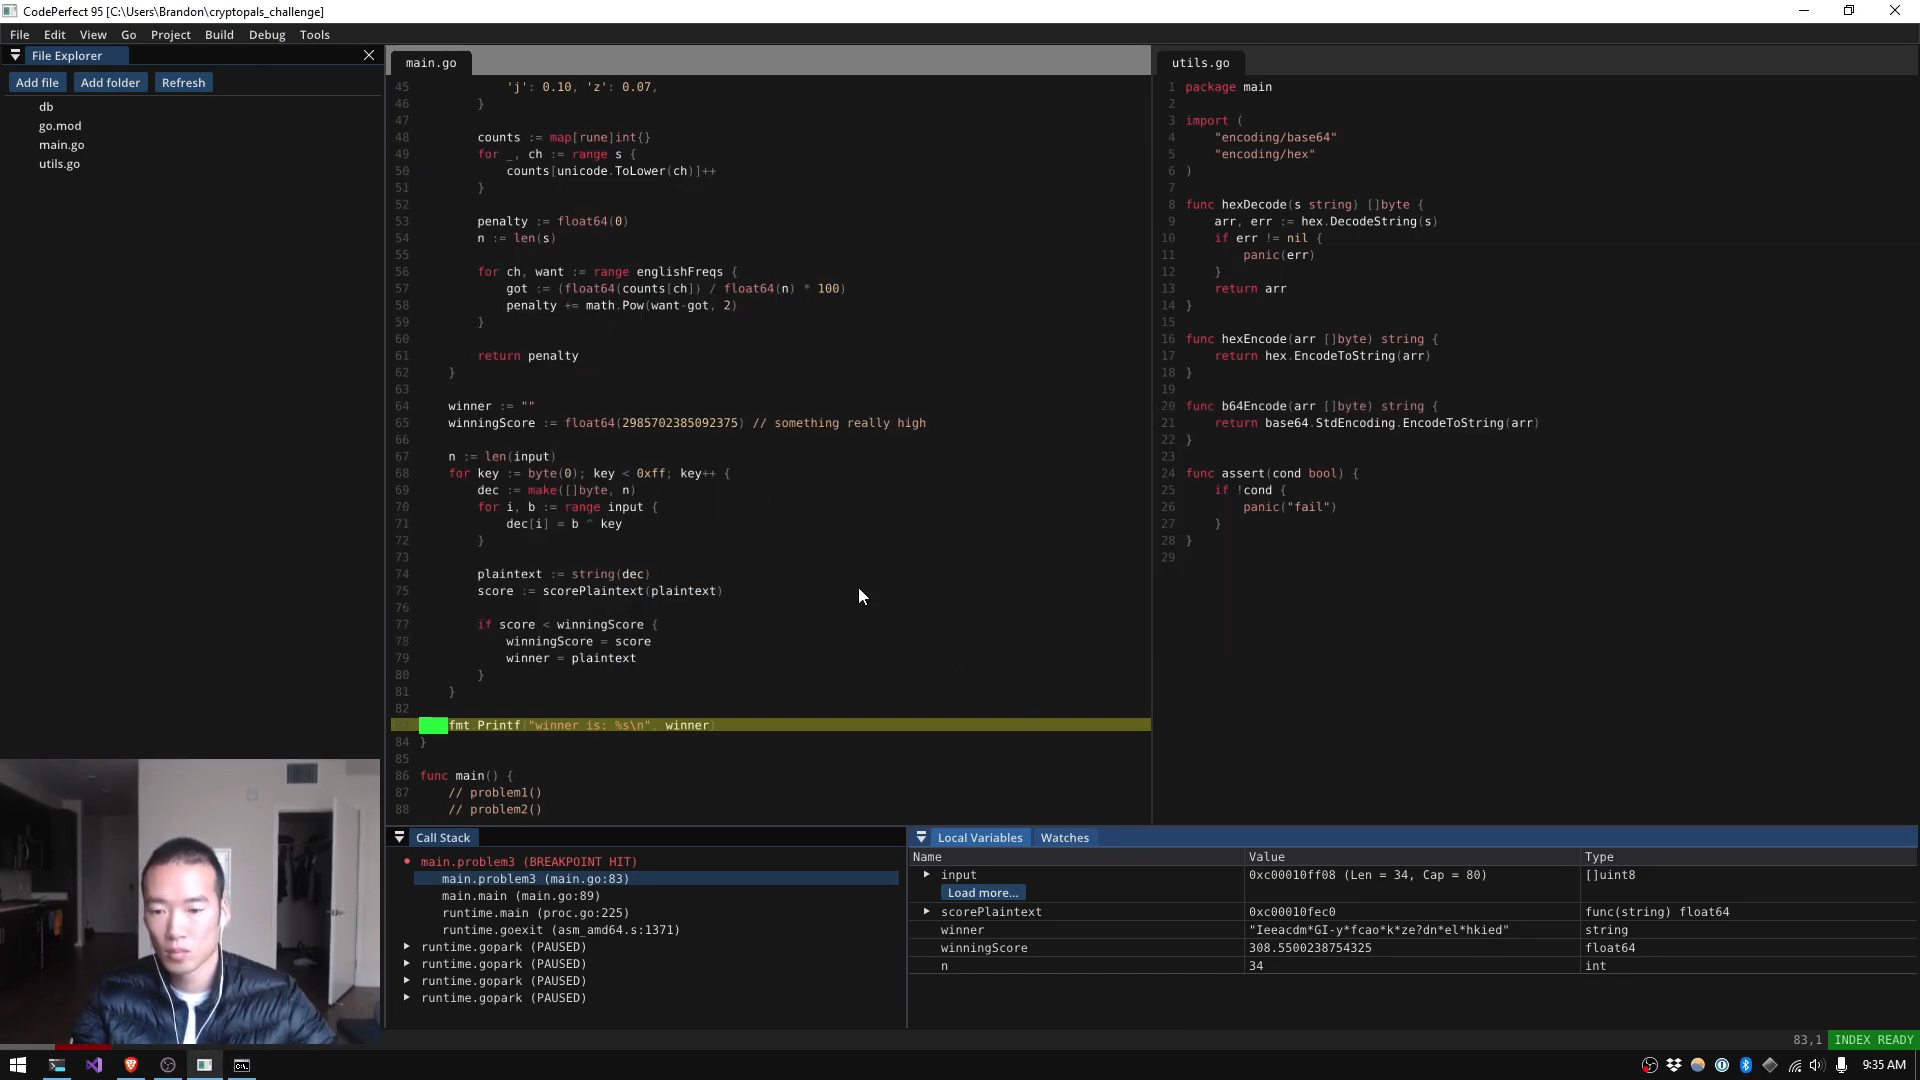 CodePerfect 95 [C:\Users\Brandon\cryptopals_challenge]
File Edit View Go Project Build Debug Tools
File Explorer
Add file Add folder Refresh
db
go.mod
main.go
utils.go
main.go
45 'j': 0.10, 'z': 0.07,
46 }
47
48 counts := map[rune]int{}
49 for _, ch := range s {
50 counts[unicode.ToLower(ch)]++
51 }
52
53 penalty := float64(0)
54 n := len(s)
55
56 for ch, want := range englishFreqs {
57 got := (float64(counts[ch]) / float64(n) * 100)
58 penalty += math.Pow(want-got, 2)
59 }
60
61 return penalty
62 }
63
64 winner := ""
65 winningScore := float64(2985702385092375) // something really high
66
67 n := len(input)
68 for key := byte(0); key < 0xff; key++ {
69 dec := make([]byte, n)
70 for i, b := range input {
71 dec[i] = b ^ key
72 }
73
74 plaintext := string(dec)
75 score := scorePlaintext(plaintext)
76
77 if score < winningScore {
78 winningScore = score
79 winner = plaintext
80 }
81 }
82
83 fmt.Printf("winner is: %s\n", winner)
84 }
85
86 func main() {
87 // problem1()
88 // problem2()
utils.go
1 package main
2
3 import (
4 "encoding/base64"
5 "encoding/hex"
6 )
7
8 func hexDecode(s string) []byte {
9 arr, err := hex.DecodeString(s)
10 if err != nil {
11 panic(err)
12 }
13 return arr
14 }
15
16 func hexEncode(arr []byte) string {
17 return hex.EncodeToString(arr)
18 }
19
20 func b64Encode(arr []byte) string {
21 return base64.StdEncoding.EncodeToString(arr)
22 }
23
24 func assert(cond bool) {
25 if !cond {
26 panic("fail")
27 }
28 }
29
Call Stack
main.problem3 (BREAKPOINT HIT)
main.problem3 (main.go:83)
main.main (main.go:89)
runtime.main (proc.go:225)
runtime.goexit (asm_amd64.s:1371)
runtime.gopark (PAUSED)
runtime.gopark (PAUSED)
runtime.gopark (PAUSED)
runtime.gopark (PAUSED)
Local Variables Watches
Name Value Type
input 0xc00010ff08 (Len = 34, Cap = 80) []uint8
Load more...
scorePlaintext 0xc00010fec0 func(string) float64
winner "Ieeacdm*GI-y*fcao*k*ze?dn*el*hkied" string
winningScore 308.5500238754325 float64
n 34 int
83,1 INDEX READY
9:35 AM